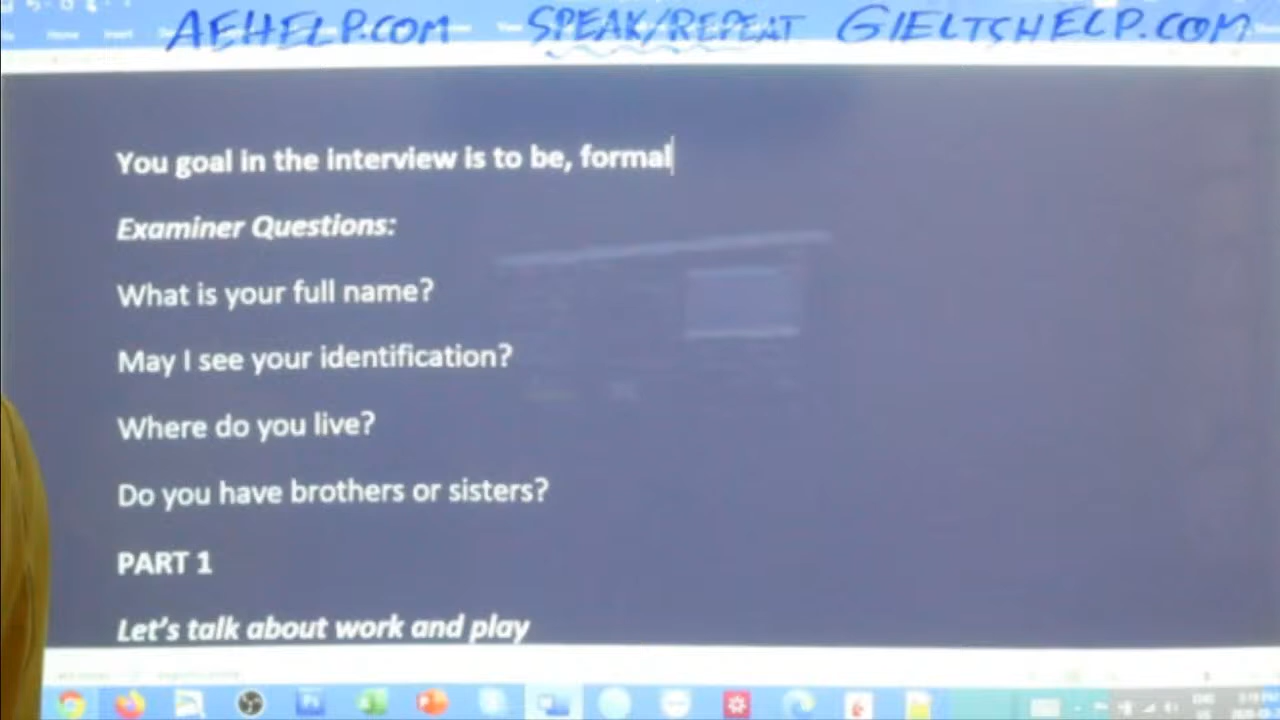 AEHELP.COM SPEAK/REPEAT GIELTSHELP.COM
Home Insert
You goal in the interview is to be, formal
Examiner Questions:
What is your full name?
May I see your identification?
Where do you live?
Do you have brothers or sisters?
PART 1
Let's talk about work and play